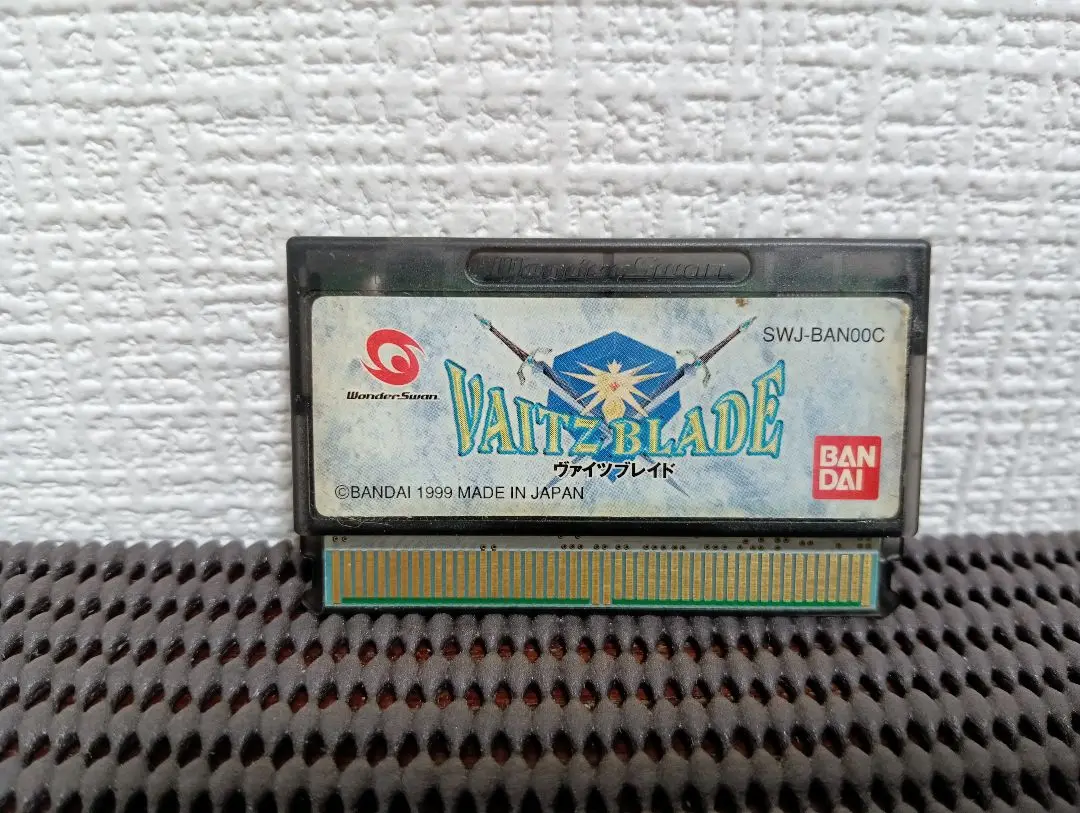 WonderSwan
SWJ-BAN00C
WonderSwan
VAITZ BLADE
ヴァイツブレイド
BAN
DAI
©BANDAI 1999 MADE IN JAPAN